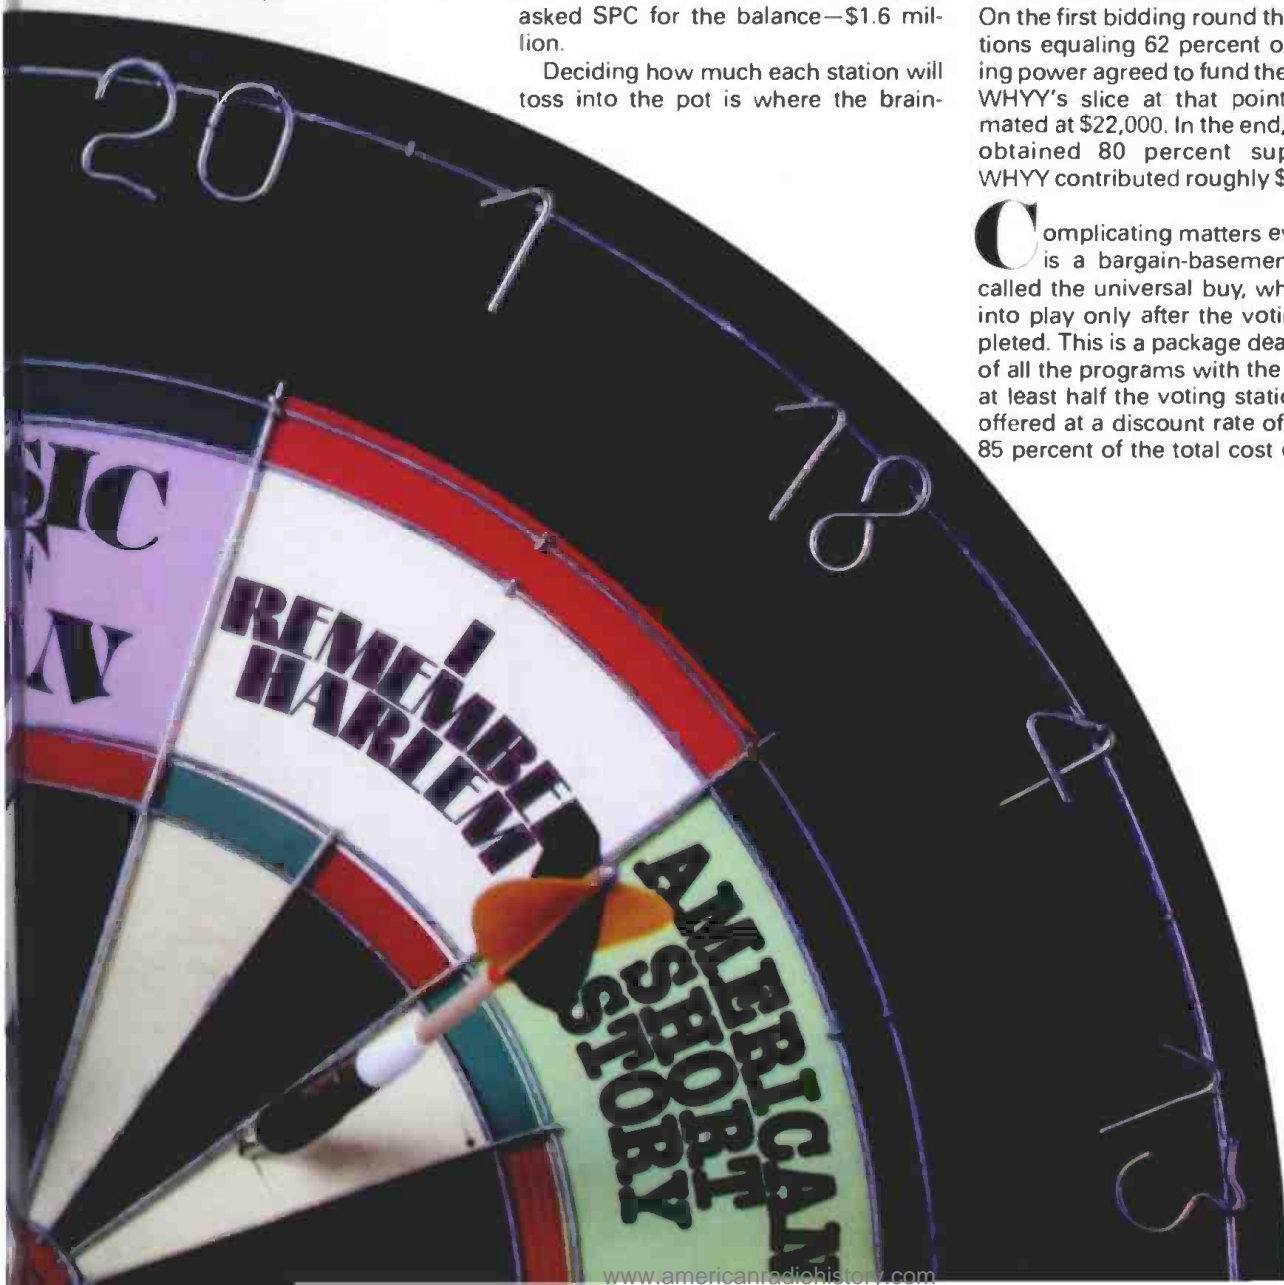 asked SPC for the balance—$1.6 mil-
lion.
Deciding how much each station will
toss into the pot is where the brain-
On the first bidding round th
tions equaling 62 percent o
ing power agreed to fund the
WHYY's slice at that point
mated at $22,000. In the end,
obtained 80 percent sup
WHYY contributed roughly $
Complicating matters ev
is a bargain-basemen
called the universal buy, wh
into play only after the voti
pleted. This is a package dea
of all the programs with the
at least half the voting static
offered at a discount rate of
85 percent of the total cost
20
1
18
4
13
SIC
I
REMEMBER
HARLEM
AMERICAN
SHORT
STORY
www.americanradiohistory.com